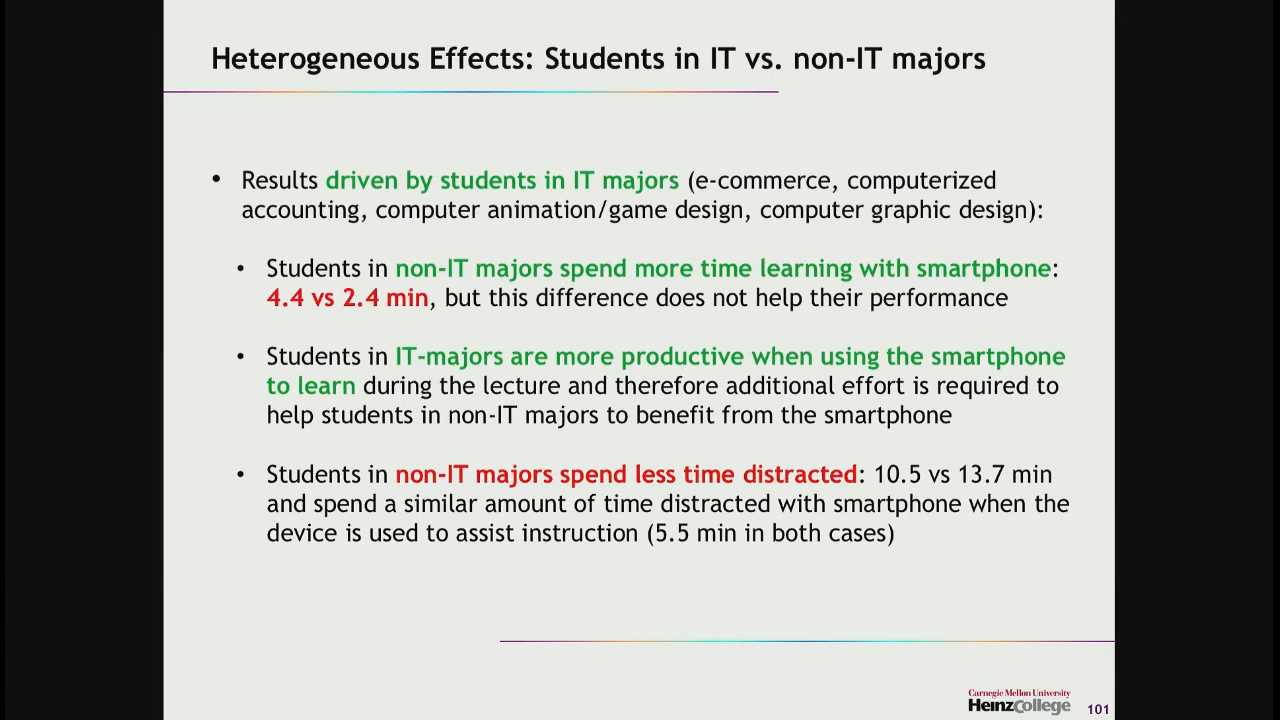 Heterogeneous Effects: Students in IT vs. non-IT majors
• Results driven by students in IT majors (e-commerce, computerized
accounting, computer animation/game design, computer graphic design):
• Students in non-IT majors spend more time learning with smartphone:
4.4 vs 2.4 min, but this difference does not help their performance
• Students in IT-majors are more productive when using the smartphone
to learn during the lecture and therefore additional effort is required to
help students in non-IT majors to benefit from the smartphone
• Students in non-IT majors spend less time distracted: 10.5 vs 13.7 min
and spend a similar amount of time distracted with smartphone when the
device is used to assist instruction (5.5 min in both cases)
Carnegie Mellon University
HeinzCollege
101